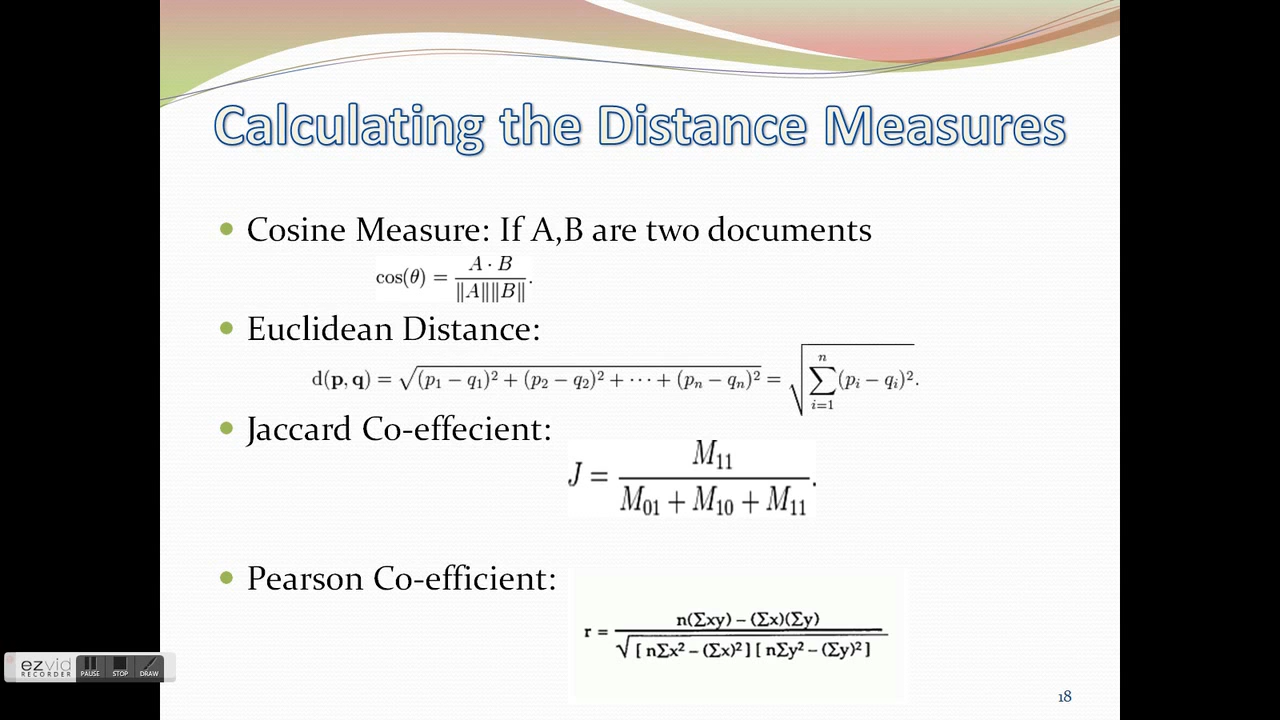 Calculating the Distance Measures
• Cosine Measure: If A,B are two documents
cos(θ) = A · B / ‖A‖‖B‖.
• Euclidean Distance:
d(p, q) = √(p₁ − q₁)² + (p₂ − q₂)² + ··· + (pₙ − qₙ)² = √∑ⁿᵢ₌₁(pᵢ − qᵢ)².
• Jaccard Co-effecient:
J = M₁₁ / M₀₁ + M₁₀ + M₁₁.
• Pearson Co-efficient:
r = n(Σxy) – (Σx)(Σy) / √[ nΣx² – (Σx)² ] [ nΣy² – (Σy)² ]
ezvid
RECORDER
PAUSE STOP DRAW
18